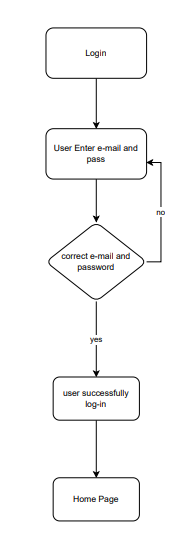 Login
User Enter e-mail and
pass
no
correct e-mail and
password
yes
user successfully
log-in
Home Page